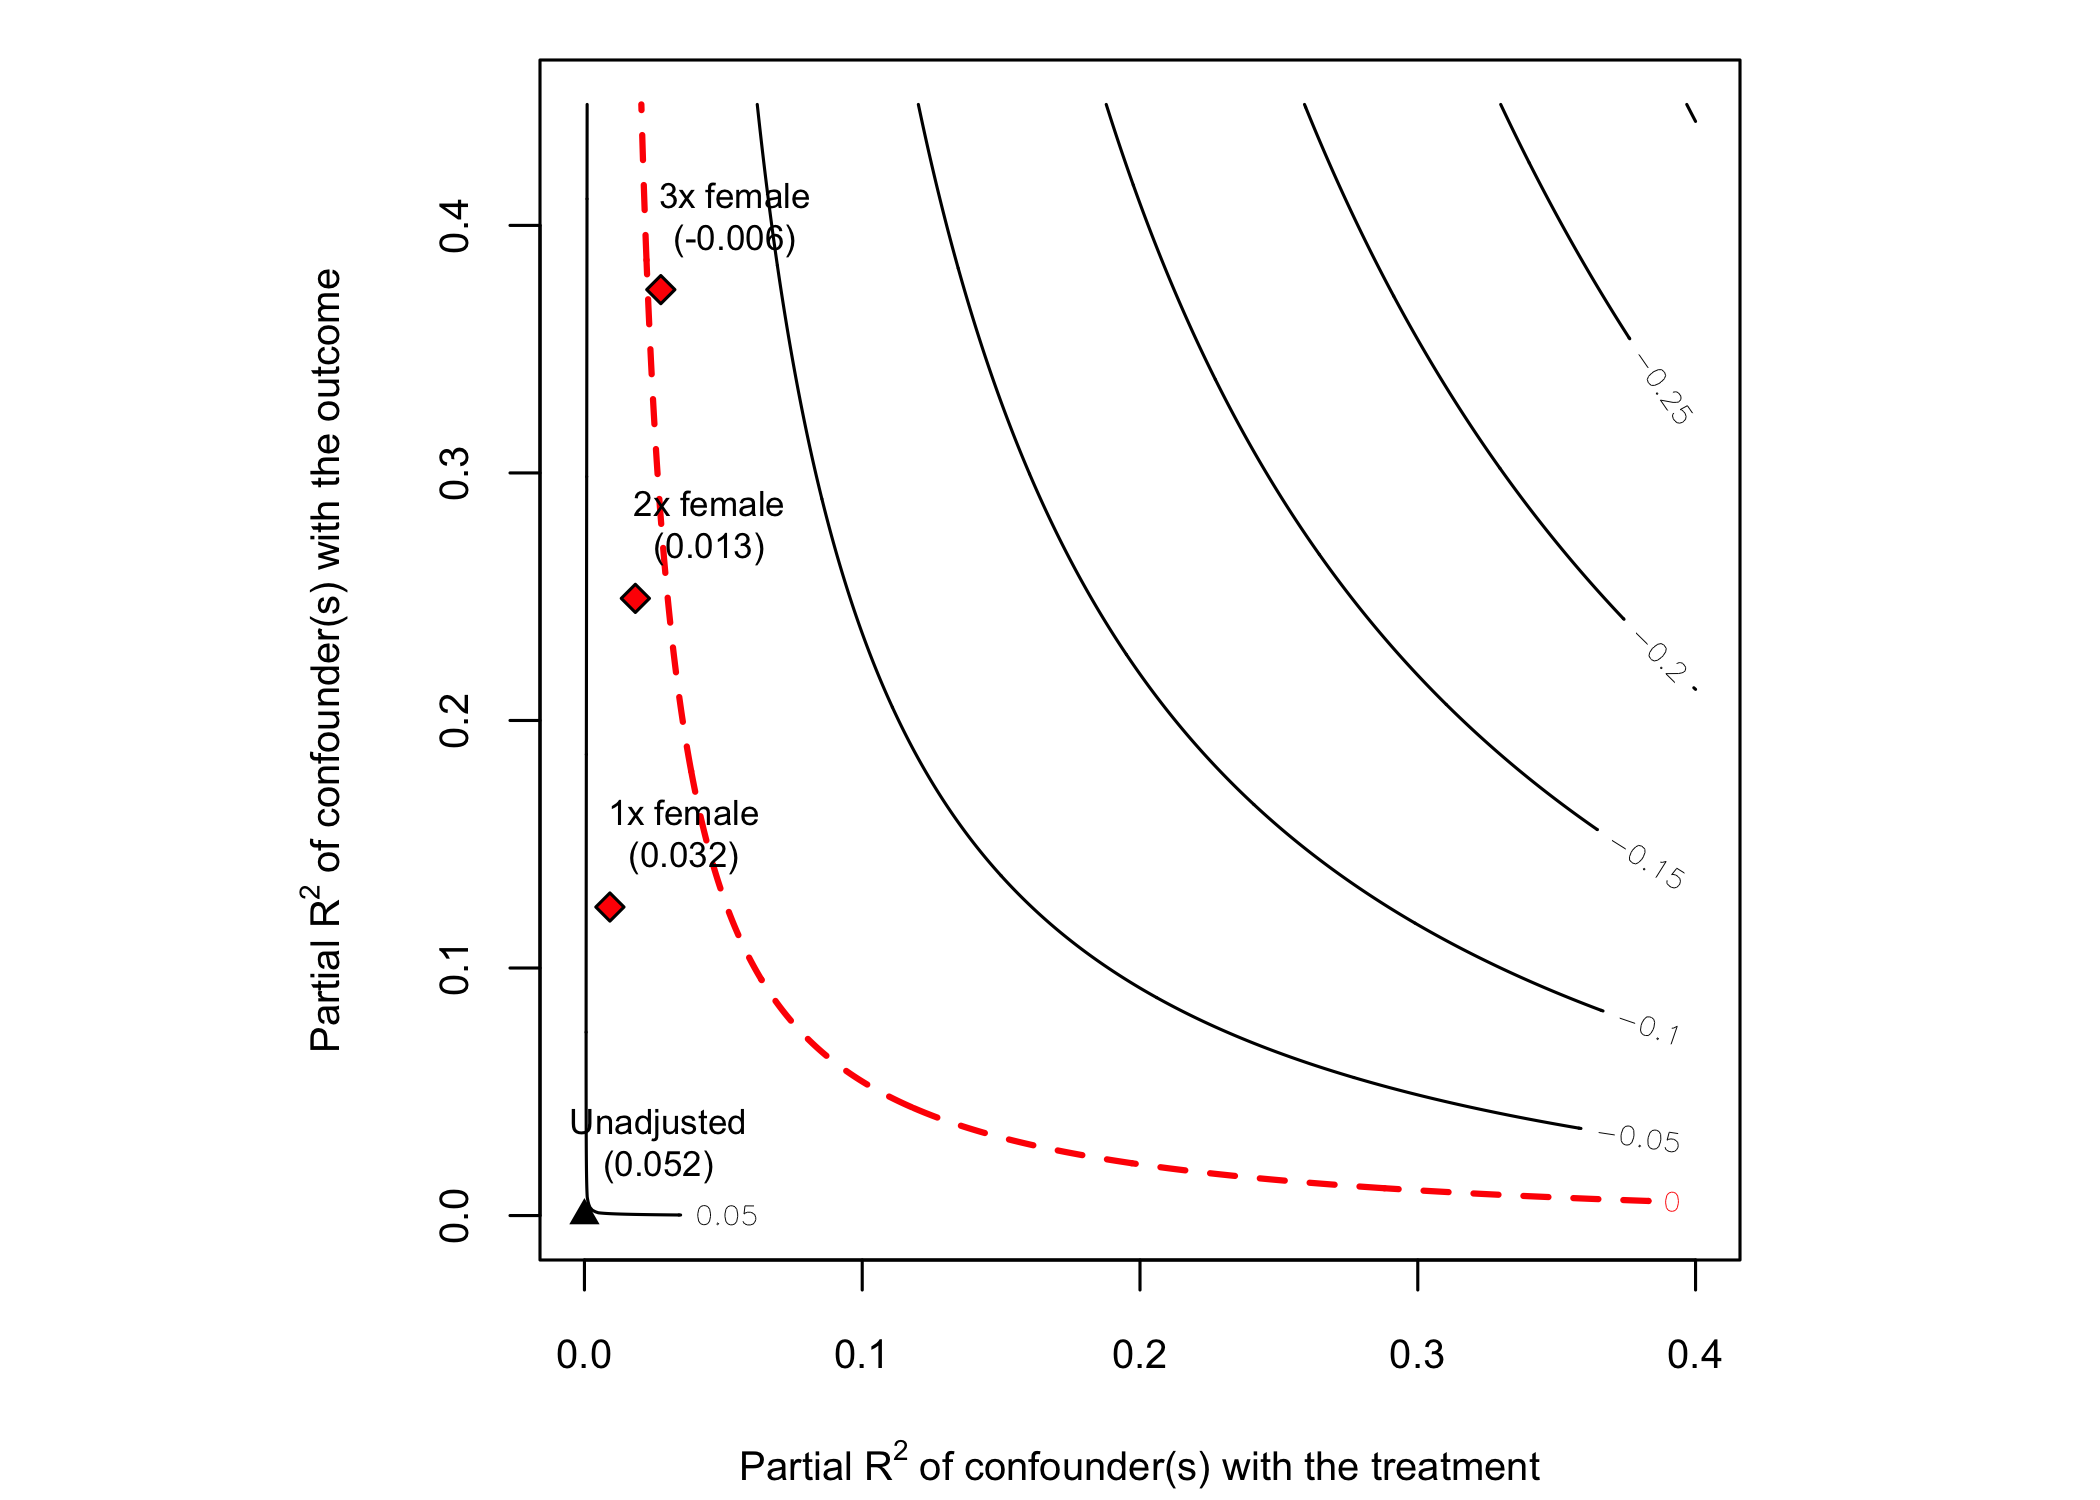 3x female
(-0.006)
2x female
(0.013)
1x female
(0.032)
Unadjusted
(0.052)
0.05
0
−0.05
−0.1
−0.15
−0.2
−0.25
0.0
0.1
0.2
0.3
0.4
Partial R² of confounder(s) with the outcome
0.0 0.1 0.2 0.3 0.4
Partial R² of confounder(s) with the treatment